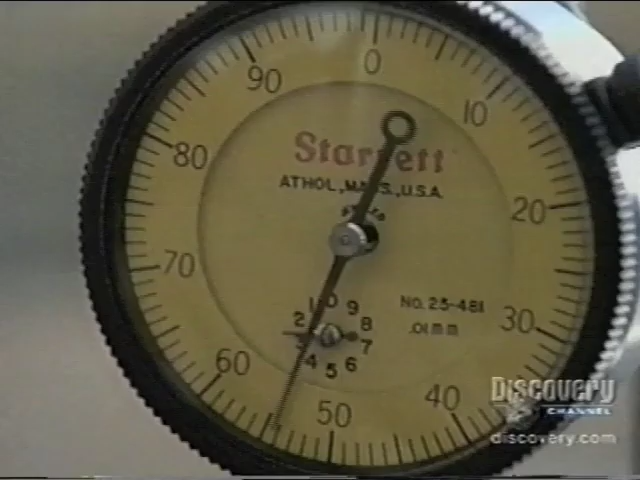 0
90
10
80
Starrett
ATHOL, MASS., U.S.A.
20
70
1 0 9
2 8
3 7
4 5 6
No. 25-481
.01mm
30
60
50
40
Discovery
CHANNEL
discovery.com